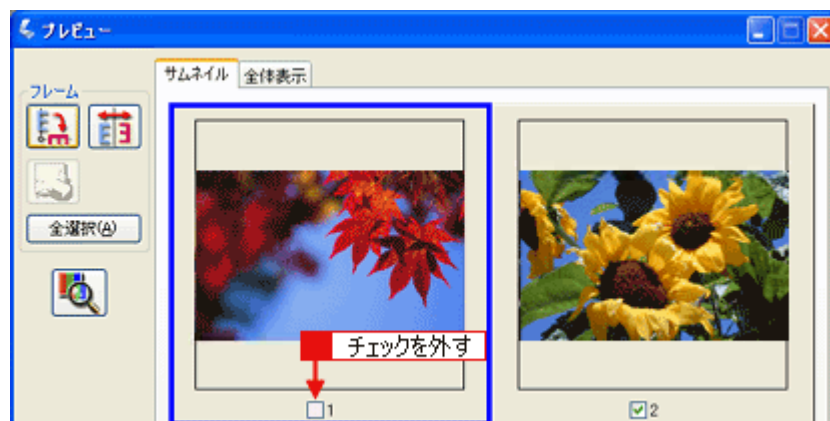 プレビュー
サムネイル 全体表示
フレーム
全選択(A)
チェックを外す
1
2